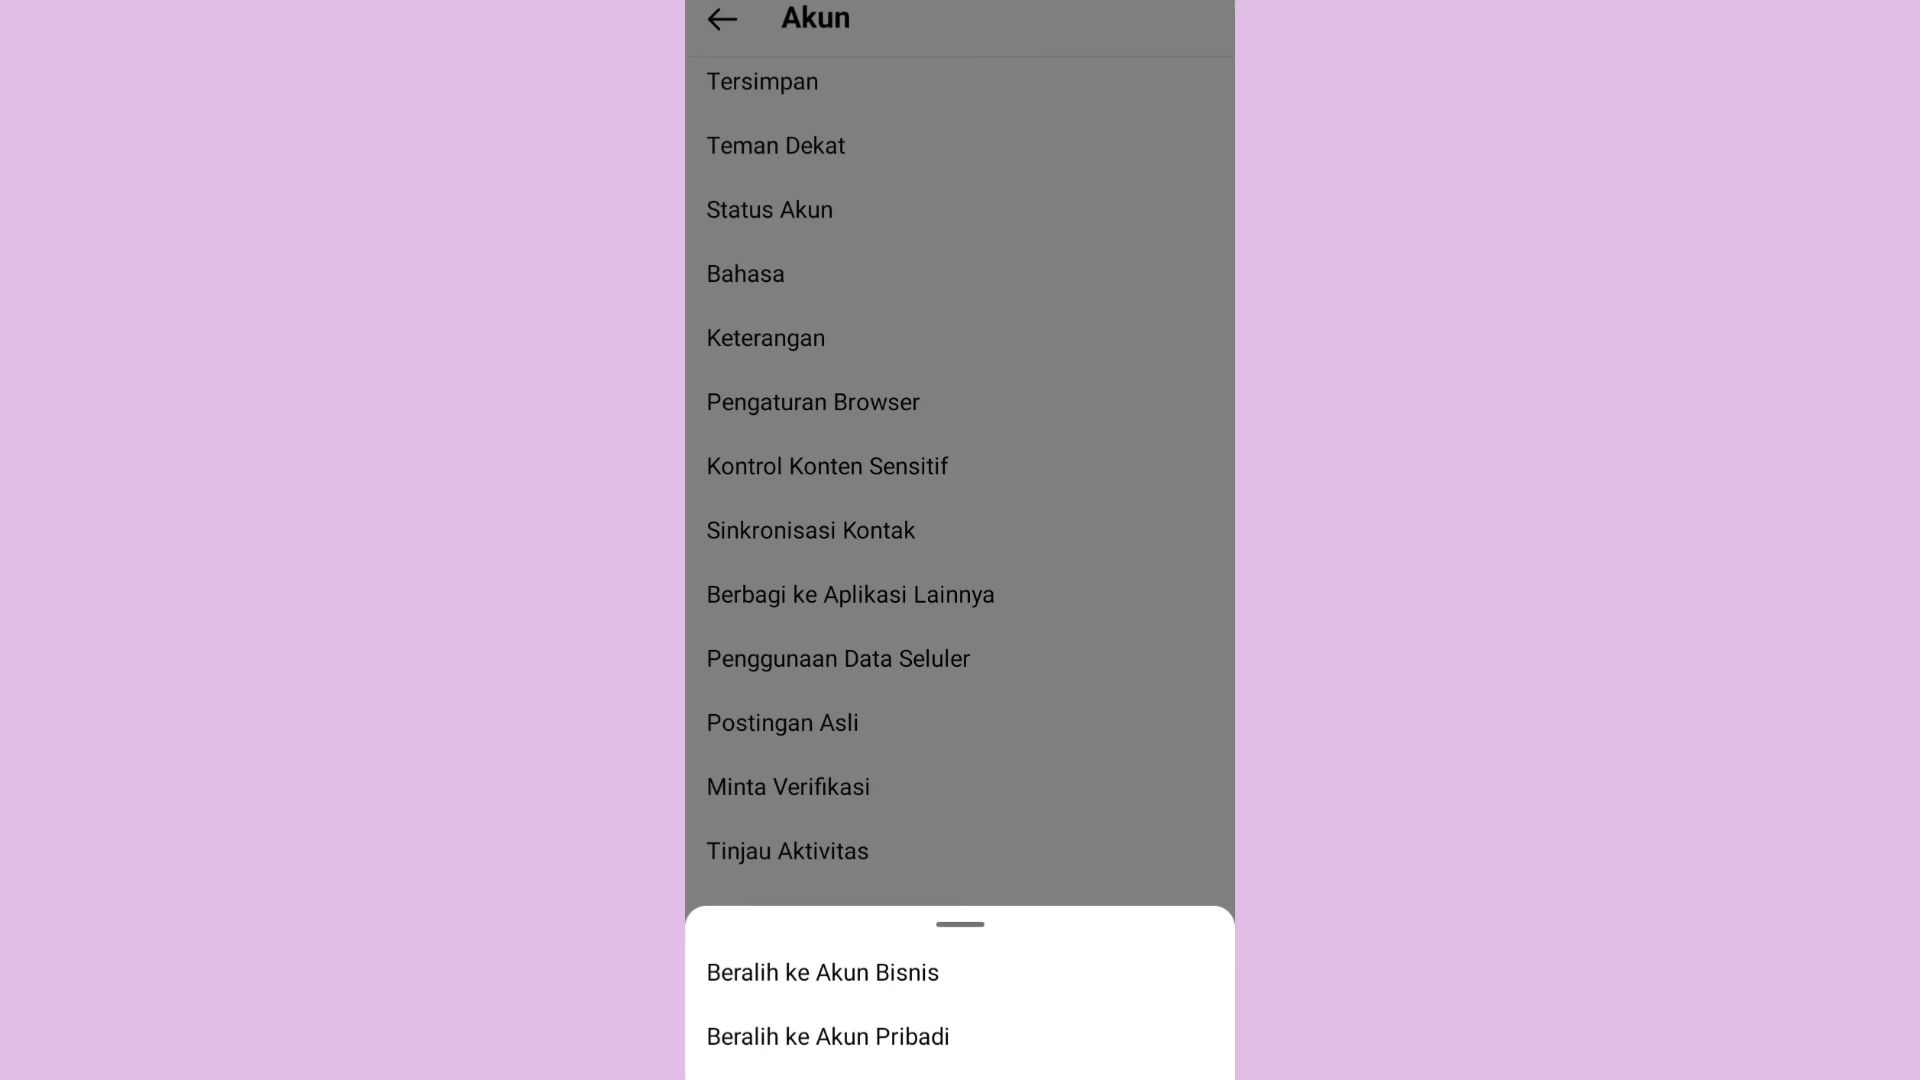 Akun
Tersimpan
Teman Dekat
Status Akun
Bahasa
Keterangan
Pengaturan Browser
Kontrol Konten Sensitif
Sinkronisasi Kontak
Berbagi ke Aplikasi Lainnya
Penggunaan Data Seluler
Postingan Asli
Minta Verifikasi
Tinjau Aktivitas
Beralih ke Akun Bisnis
Beralih ke Akun Pribadi